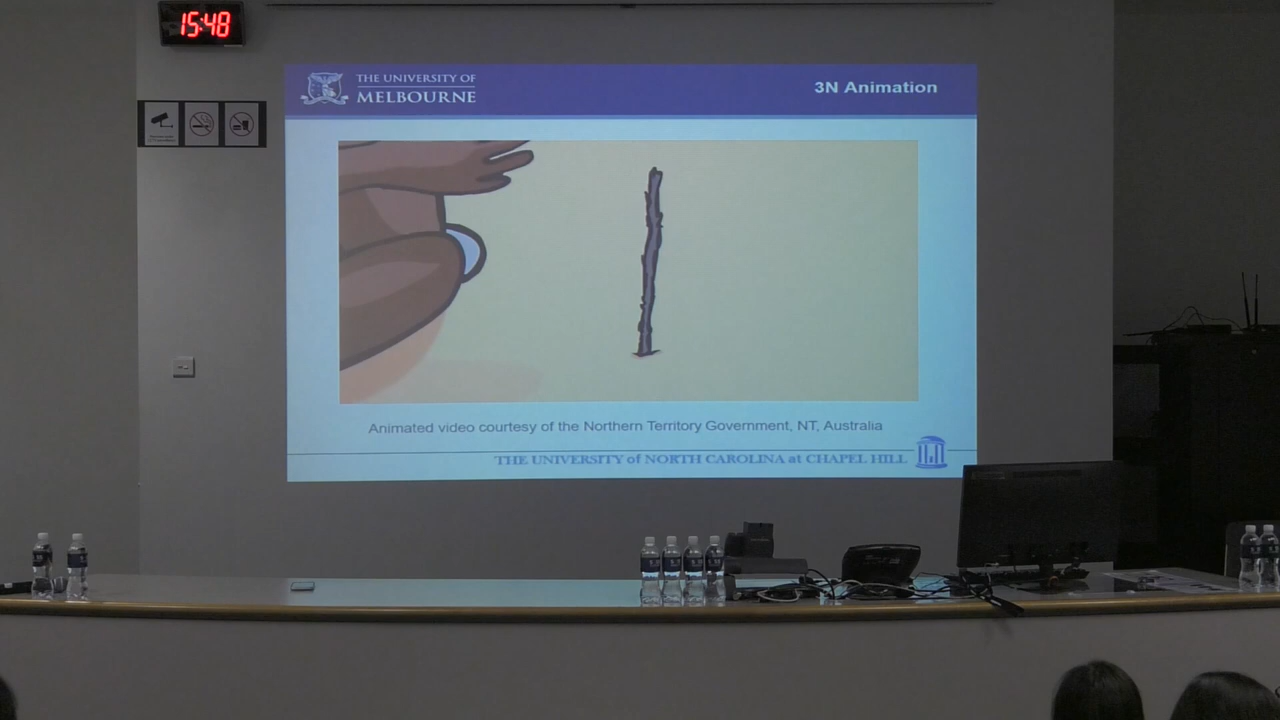 15:48
THE UNIVERSITY OF
MELBOURNE
3N Animation
Animated video courtesy of the Northern Territory Government, NT, Australia
THE UNIVERSITY of NORTH CAROLINA at CHAPEL HILL